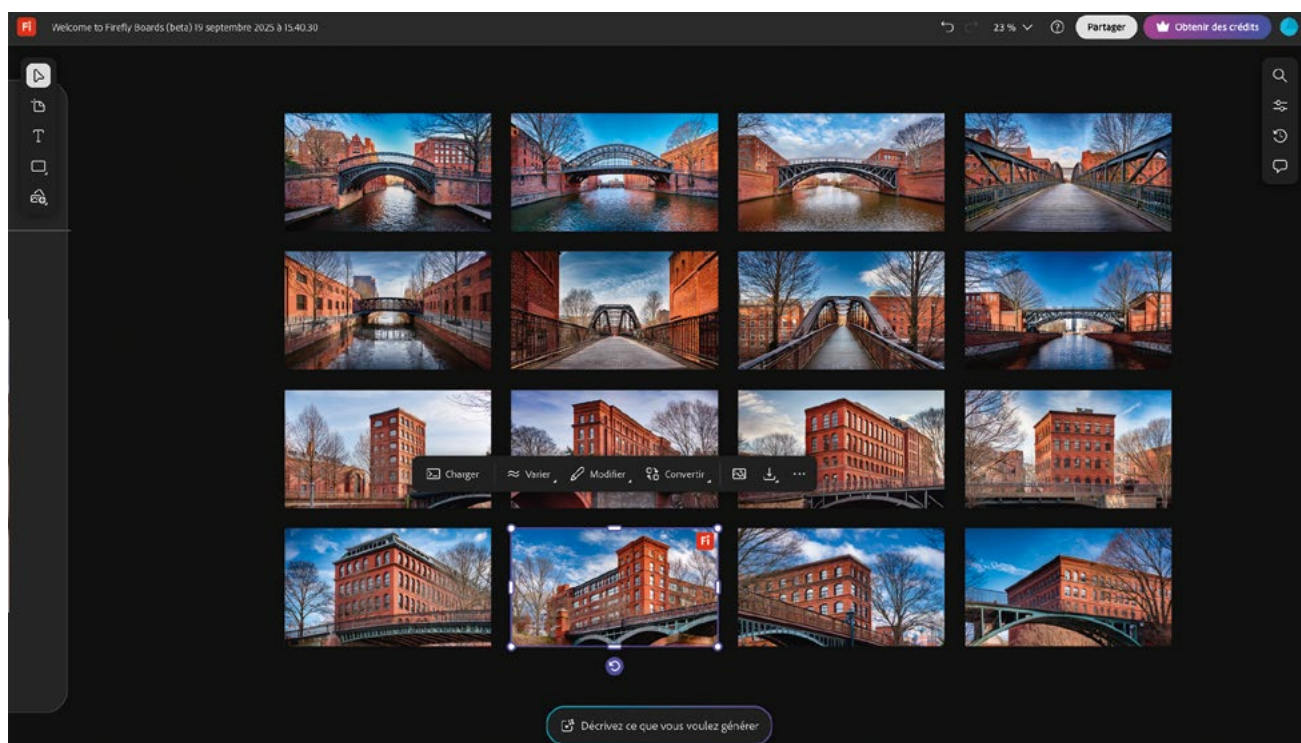 Fi
Welcome to Firefly Boards (beta) 19 septembre 2025 à 15.40.30
23 %
Partager
Obtenir des crédits
T
Charger
Varier
Modifier
Convertir
Fi
Décrivez ce que vous voulez générer